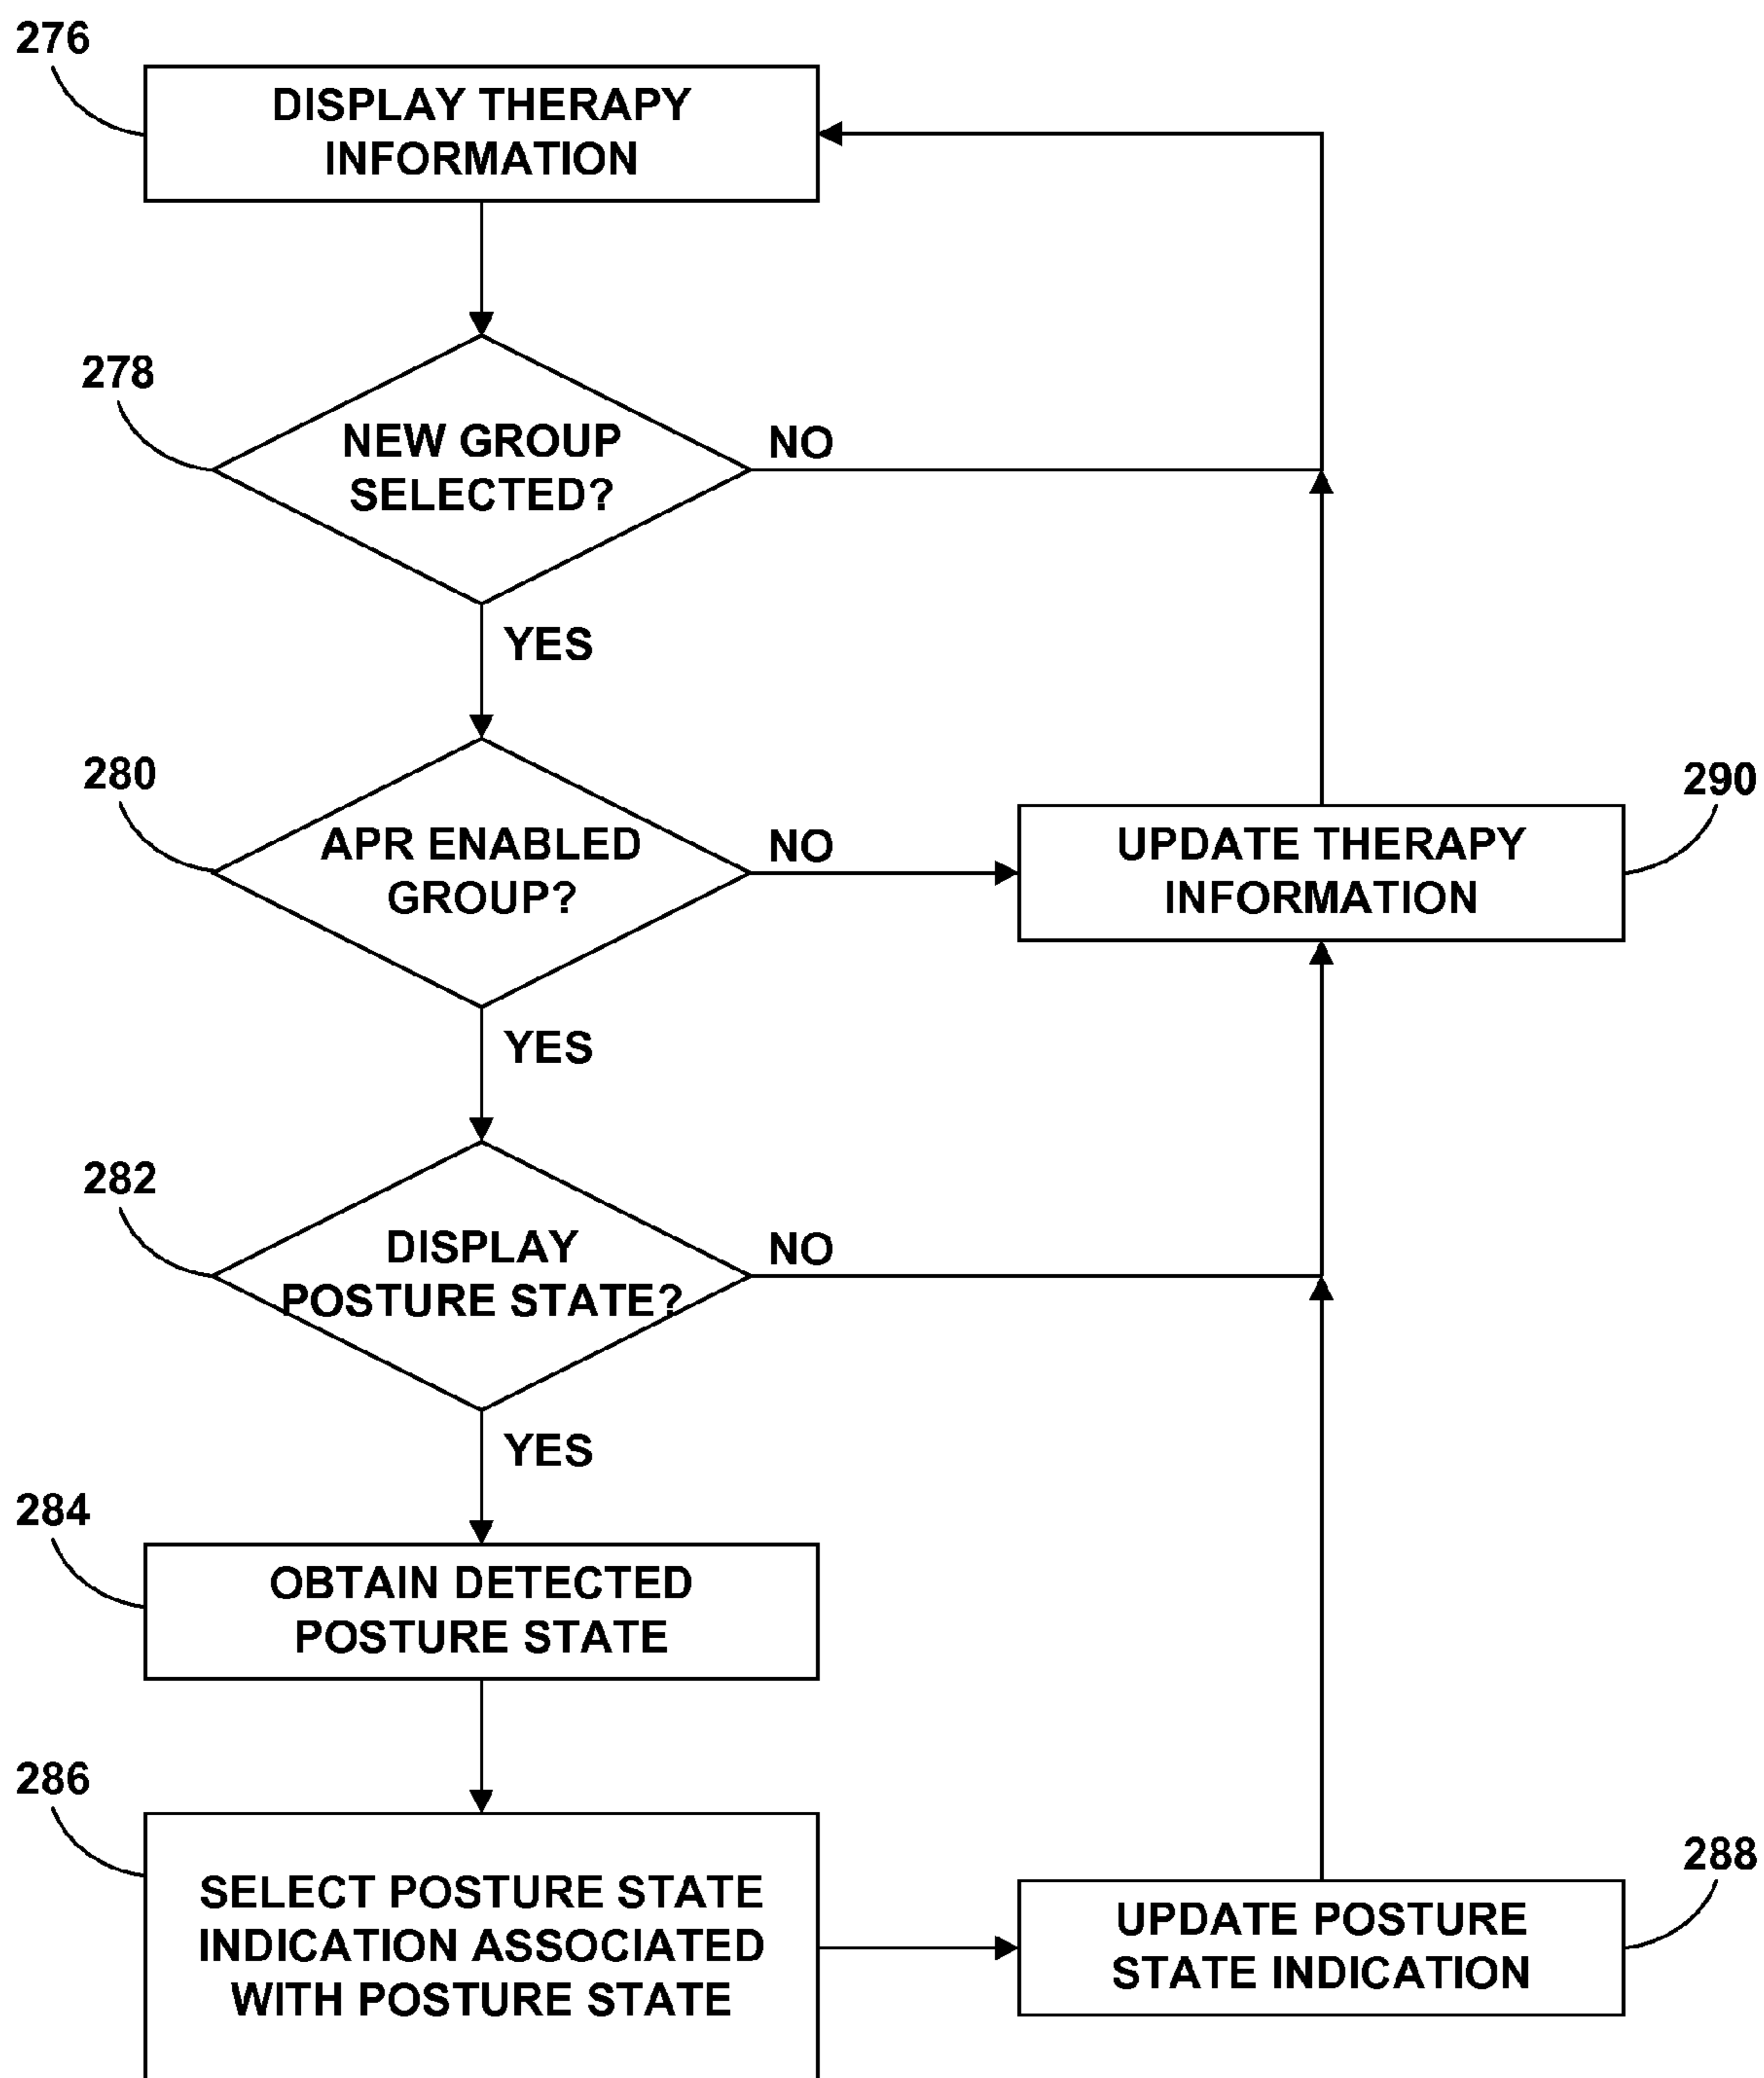 276
DISPLAY THERAPY
INFORMATION
278
NEW GROUP
SELECTED?
NO
YES
280
APR ENABLED
GROUP?
NO
290
UPDATE THERAPY
INFORMATION
YES
282
DISPLAY
POSTURE STATE?
NO
YES
284
OBTAIN DETECTED
POSTURE STATE
286
SELECT POSTURE STATE
INDICATION ASSOCIATED
WITH POSTURE STATE
288
UPDATE POSTURE
STATE INDICATION